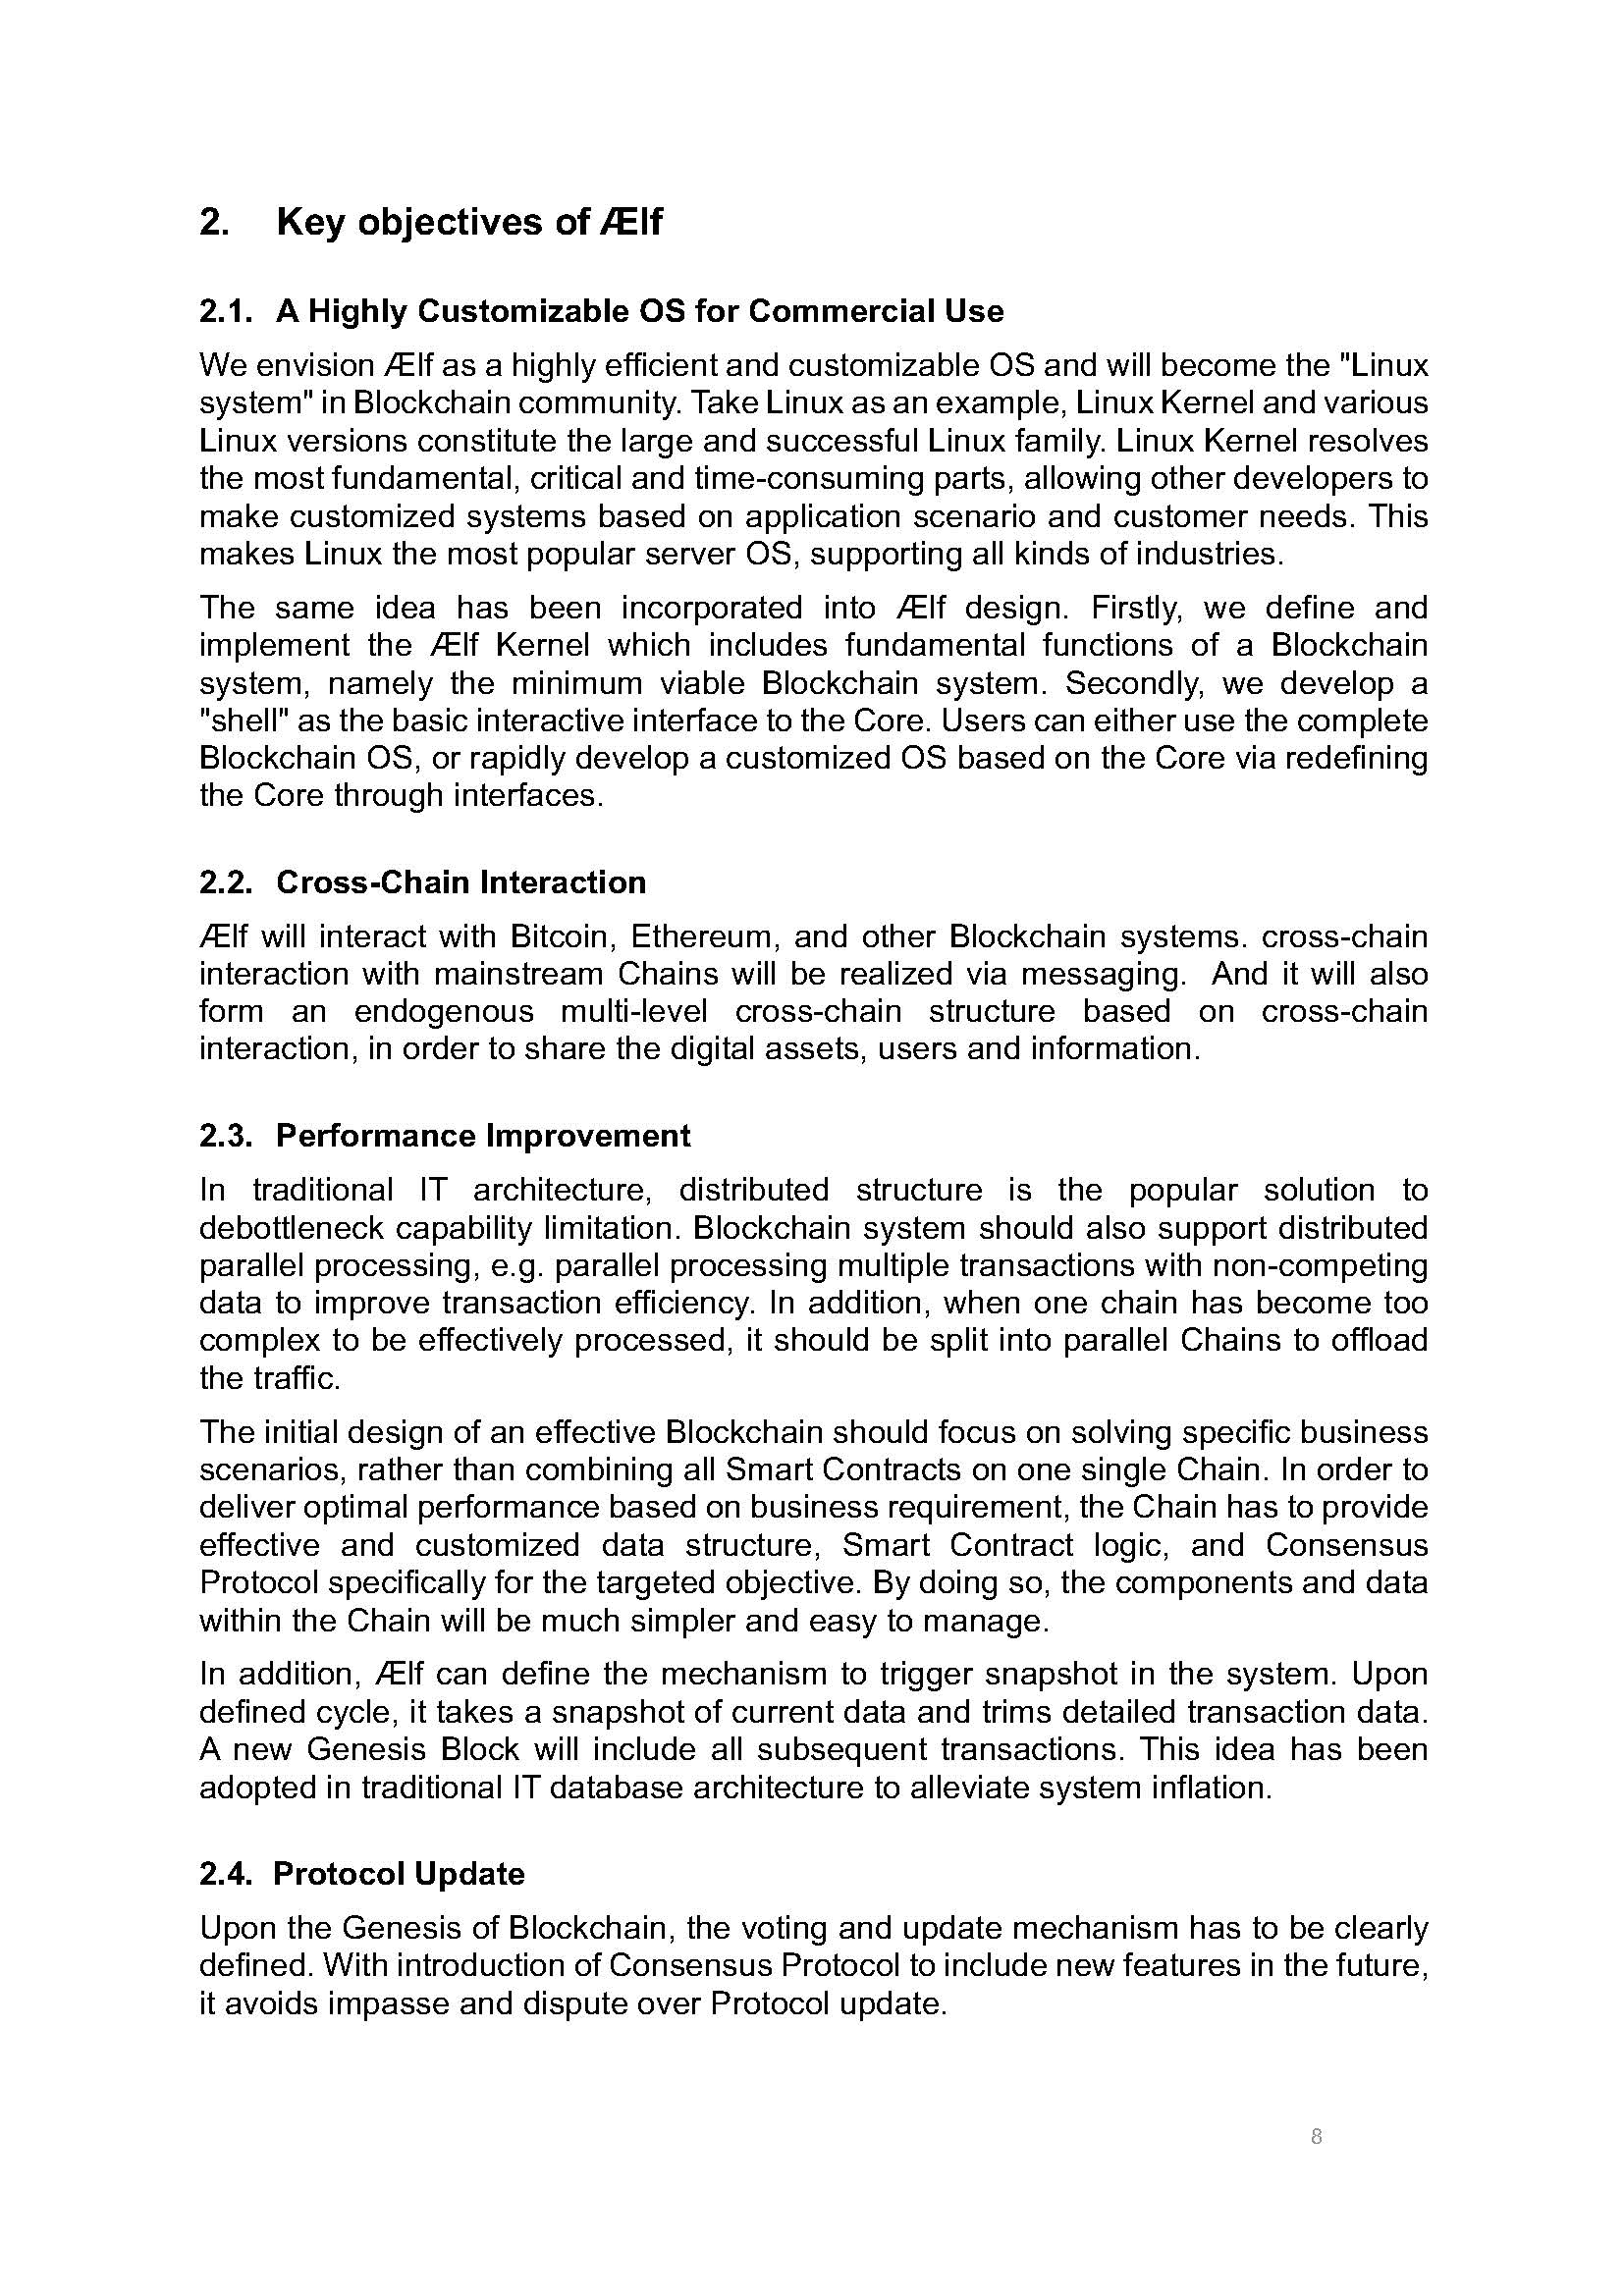 2. Key objectives of Ælf
2.1. A Highly Customizable OS for Commercial Use
We envision Ælf as a highly efficient and customizable OS and will become the "Linux
system" in Blockchain community. Take Linux as an example, Linux Kernel and various
Linux versions constitute the large and successful Linux family. Linux Kernel resolves
the most fundamental, critical and time-consuming parts, allowing other developers to
make customized systems based on application scenario and customer needs. This
makes Linux the most popular server OS, supporting all kinds of industries.
The same idea has been incorporated into Ælf design. Firstly, we define and
implement the Ælf Kernel which includes fundamental functions of a Blockchain
system, namely the minimum viable Blockchain system. Secondly, we develop a
"shell" as the basic interactive interface to the Core. Users can either use the complete
Blockchain OS, or rapidly develop a customized OS based on the Core via redefining
the Core through interfaces.
2.2. Cross-Chain Interaction
Ælf will interact with Bitcoin, Ethereum, and other Blockchain systems. cross-chain
interaction with mainstream Chains will be realized via messaging. And it will also
form an endogenous multi-level cross-chain structure based on cross-chain
interaction, in order to share the digital assets, users and information.
2.3. Performance Improvement
In traditional IT architecture, distributed structure is the popular solution to
debottleneck capability limitation. Blockchain system should also support distributed
parallel processing, e.g. parallel processing multiple transactions with non-competing
data to improve transaction efficiency. In addition, when one chain has become too
complex to be effectively processed, it should be split into parallel Chains to offload
the traffic.
The initial design of an effective Blockchain should focus on solving specific business
scenarios, rather than combining all Smart Contracts on one single Chain. In order to
deliver optimal performance based on business requirement, the Chain has to provide
effective and customized data structure, Smart Contract logic, and Consensus
Protocol specifically for the targeted objective. By doing so, the components and data
within the Chain will be much simpler and easy to manage.
In addition, Ælf can define the mechanism to trigger snapshot in the system. Upon
defined cycle, it takes a snapshot of current data and trims detailed transaction data.
A new Genesis Block will include all subsequent transactions. This idea has been
adopted in traditional IT database architecture to alleviate system inflation.
2.4. Protocol Update
Upon the Genesis of Blockchain, the voting and update mechanism has to be clearly
defined. With introduction of Consensus Protocol to include new features in the future,
it avoids impasse and dispute over Protocol update.
8